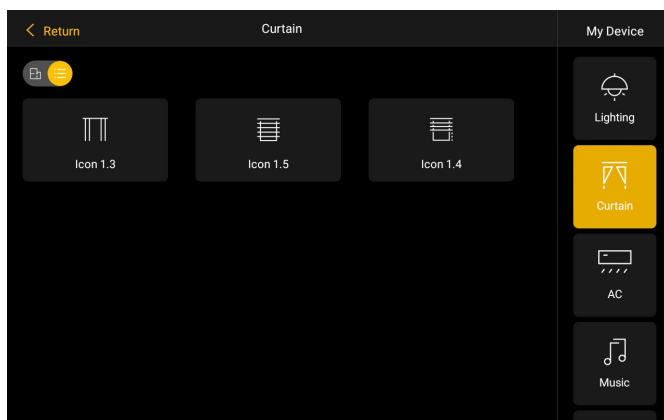 Return
Curtain
My Device
Icon 1.3
Icon 1.5
Icon 1.4
Lighting
Curtain
AC
Music